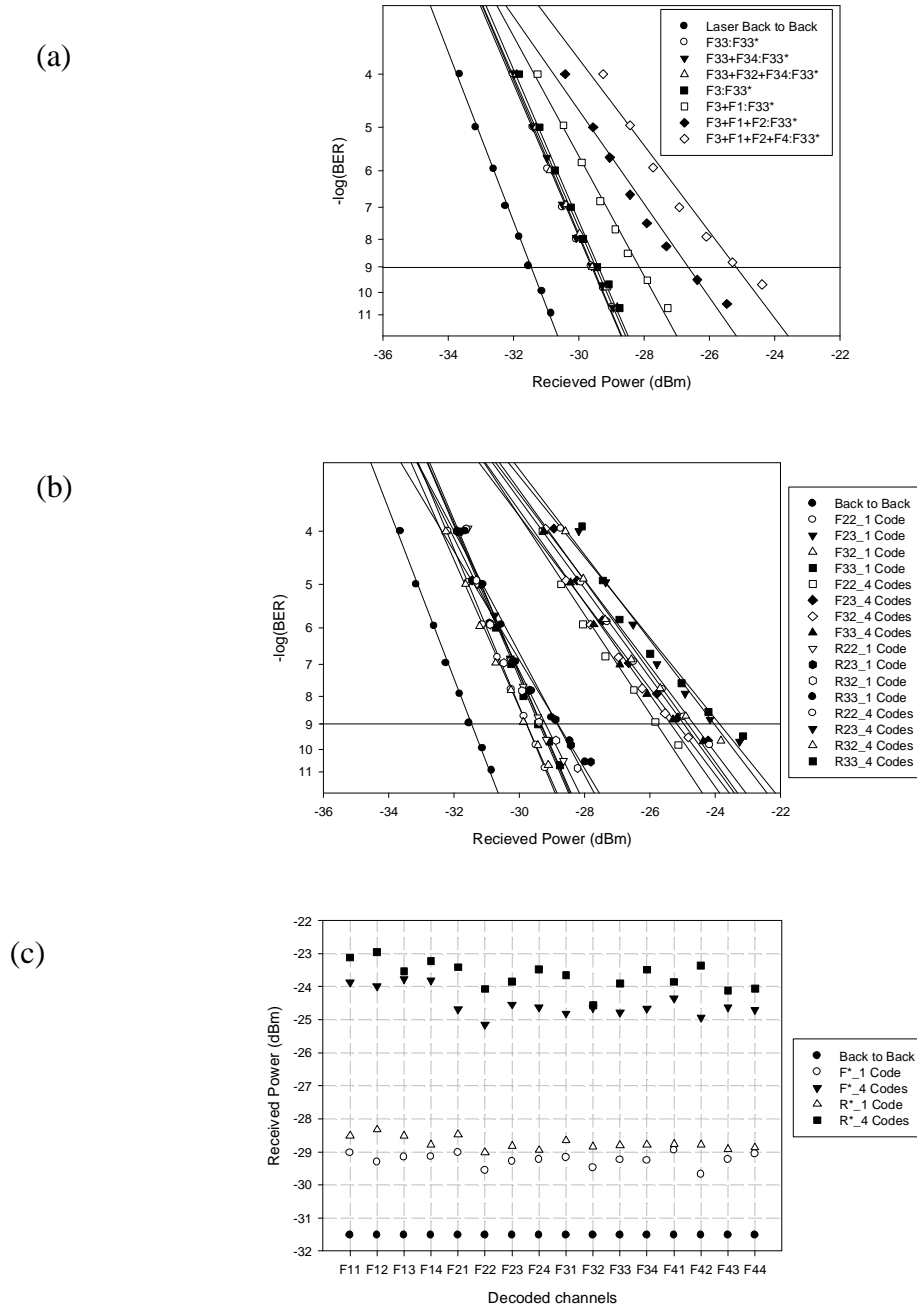 (a)
Laser Back to Back
F33:F33*
F33+F34:F33*
F33+F32+F34:F33*
F3:F33*
F3+F1:F33*
F3+F1+F2:F33*
F3+F1+F2+F4:F33*
-log(BER)
4
5
6
7
8
9
10
11
-36 -34 -32 -30 -28 -26 -24 -22
Recieved Power (dBm)
(b)
Back to Back
F22_1 Code
F23_1 Code
F32_1 Code
F33_1 Code
F22_4 Codes
F23_4 Codes
F32_4 Codes
F33_4 Codes
R22_1 Code
R23_1 Code
R32_1 Code
R33_1 Code
R22_4 Codes
R23_4 Codes
R32_4 Codes
R33_4 Codes
-log(BER)
4
5
6
7
8
9
10
11
-36 -34 -32 -30 -28 -26 -24 -22
Recieved Power (dBm)
(c)
Received Power (dBm)
-22
-23
-24
-25
-26
-27
-28
-29
-30
-31
-32
Back to Back
F*_1 Code
F*_4 Codes
R*_1 Code
R*_4 Codes
F11 F12 F13 F14 F21 F22 F23 F24 F31 F32 F33 F34 F41 F42 F43 F44
Decoded channels